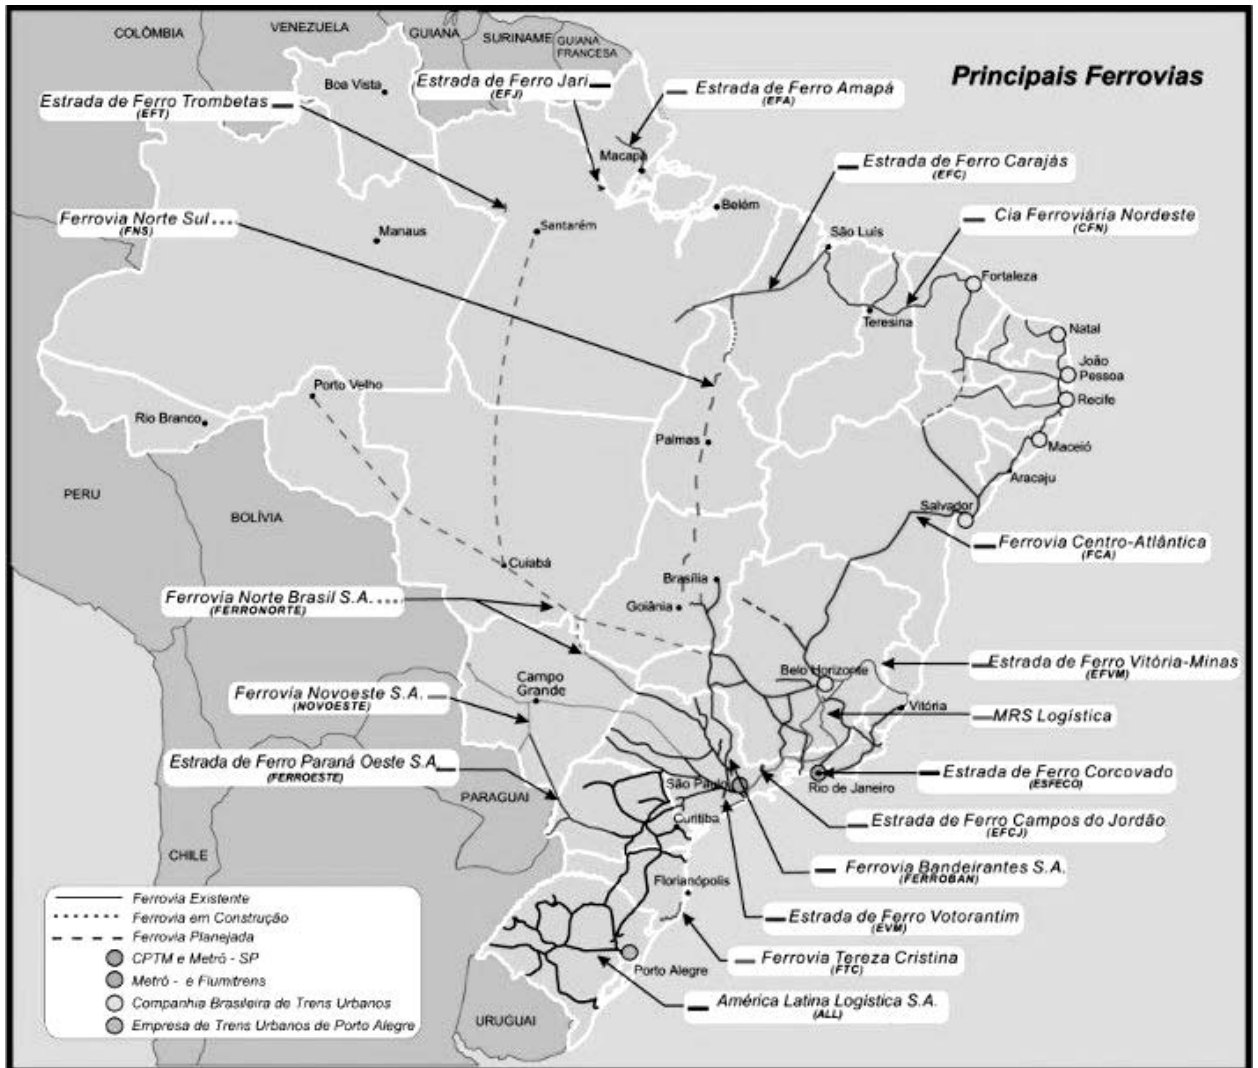 COLÔMBIA
VENEZUELA
GUIANA
SURINAME
GUIANA
FRANCESA
Principais Ferrovias
Boa Vista
Estrada de Ferro Jari
(EFJ)
Estrada de Ferro Amapá
(EFA)
Estrada de Ferro Trombetas
(EFT)
Macapá
Estrada de Ferro Carajás
(EFC)
Belém
Ferrovia Norte Sul
(FNS)
Cia Ferroviária Nordeste
(CFN)
Manaus
Santarém
São Luís
Fortaleza
Teresina
Natal
João
Pessoa
Porto Velho
Recife
Rio Branco
Palmas
Maceió
Aracaju
PERU
BOLÍVIA
Salvador
Ferrovia Centro-Atlântica
(FCA)
Cuiabá
Brasília
Ferrovia Norte Brasil S.A.
(FERRONORTE)
Goiânia
Belo Horizonte
Estrada de Ferro Vitória-Minas
(EFVM)
Campo
Grande
Ferrovia Novoeste S.A.
(NOVOESTE)
Vitória
MRS Logística
Estrada de Ferro Paraná Oeste S.A
(FERROESTE)
São Paulo
Rio de Janeiro
Estrada de Ferro Corcovado
(ESFECO)
PARAGUAI
Curitiba
Estrada de Ferro Campos do Jordão
(EFCJ)
CHILE
Ferrovia Bandeirantes S.A.
(FERROBAN)
Florianópolis
Estrada de Ferro Votorantim
(EVM)
Ferrovia Tereza Cristina
(FTC)
Porto Alegre
América Latina Logística S.A.
(ALL)
URUGUAI
Ferrovia Existente
Ferrovia em Construção
Ferrovia Planejada
CPTM e Metrô - SP
Metrô - e Flumitrens
Companhia Brasileira de Trens Urbanos
Empresa de Trens Urbanos de Porto Alegre